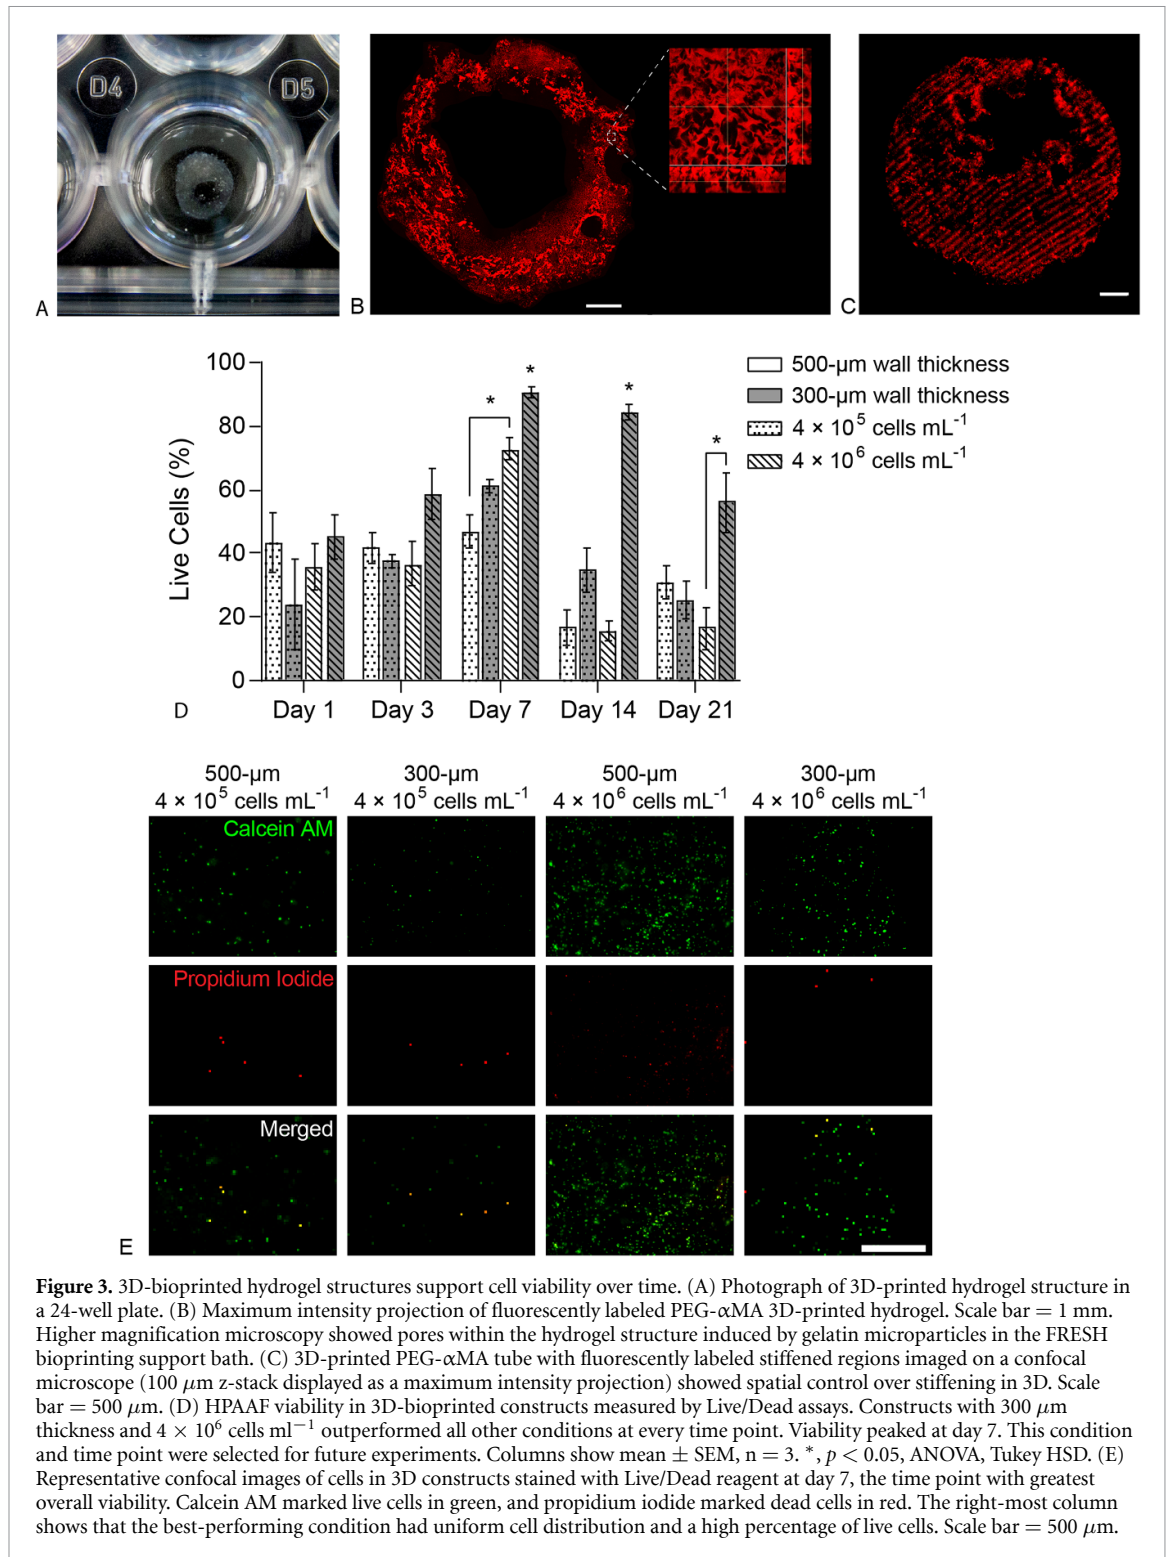 D4
D5
A
B
C
100
80
60
40
20
0
Live Cells (%)
*
*
*
*
500-µm wall thickness
300-µm wall thickness
4 × 10⁵ cells mL⁻¹
4 × 10⁶ cells mL⁻¹
Day 1
Day 3
Day 7
Day 14
Day 21
D
500-µm
4 × 10⁵ cells mL⁻¹
300-µm
4 × 10⁵ cells mL⁻¹
500-µm
4 × 10⁶ cells mL⁻¹
300-µm
4 × 10⁶ cells mL⁻¹
Calcein AM
Propidium Iodide
Merged
E
Figure 3. 3D-bioprinted hydrogel structures support cell viability over time. (A) Photograph of 3D-printed hydrogel structure in
a 24-well plate. (B) Maximum intensity projection of fluorescently labeled PEG-αMA 3D-printed hydrogel. Scale bar = 1 mm.
Higher magnification microscopy showed pores within the hydrogel structure induced by gelatin microparticles in the FRESH
bioprinting support bath. (C) 3D-printed PEG-αMA tube with fluorescently labeled stiffened regions imaged on a confocal
microscope (100 µm z-stack displayed as a maximum intensity projection) showed spatial control over stiffening in 3D. Scale
bar = 500 µm. (D) HPAAF viability in 3D-bioprinted constructs measured by Live/Dead assays. Constructs with 300 µm
thickness and 4 × 10⁶ cells ml⁻¹ outperformed all other conditions at every time point. Viability peaked at day 7. This condition
and time point were selected for future experiments. Columns show mean ± SEM, n = 3. *, p < 0.05, ANOVA, Tukey HSD. (E)
Representative confocal images of cells in 3D constructs stained with Live/Dead reagent at day 7, the time point with greatest
overall viability. Calcein AM marked live cells in green, and propidium iodide marked dead cells in red. The right-most column
shows that the best-performing condition had uniform cell distribution and a high percentage of live cells. Scale bar = 500 µm.